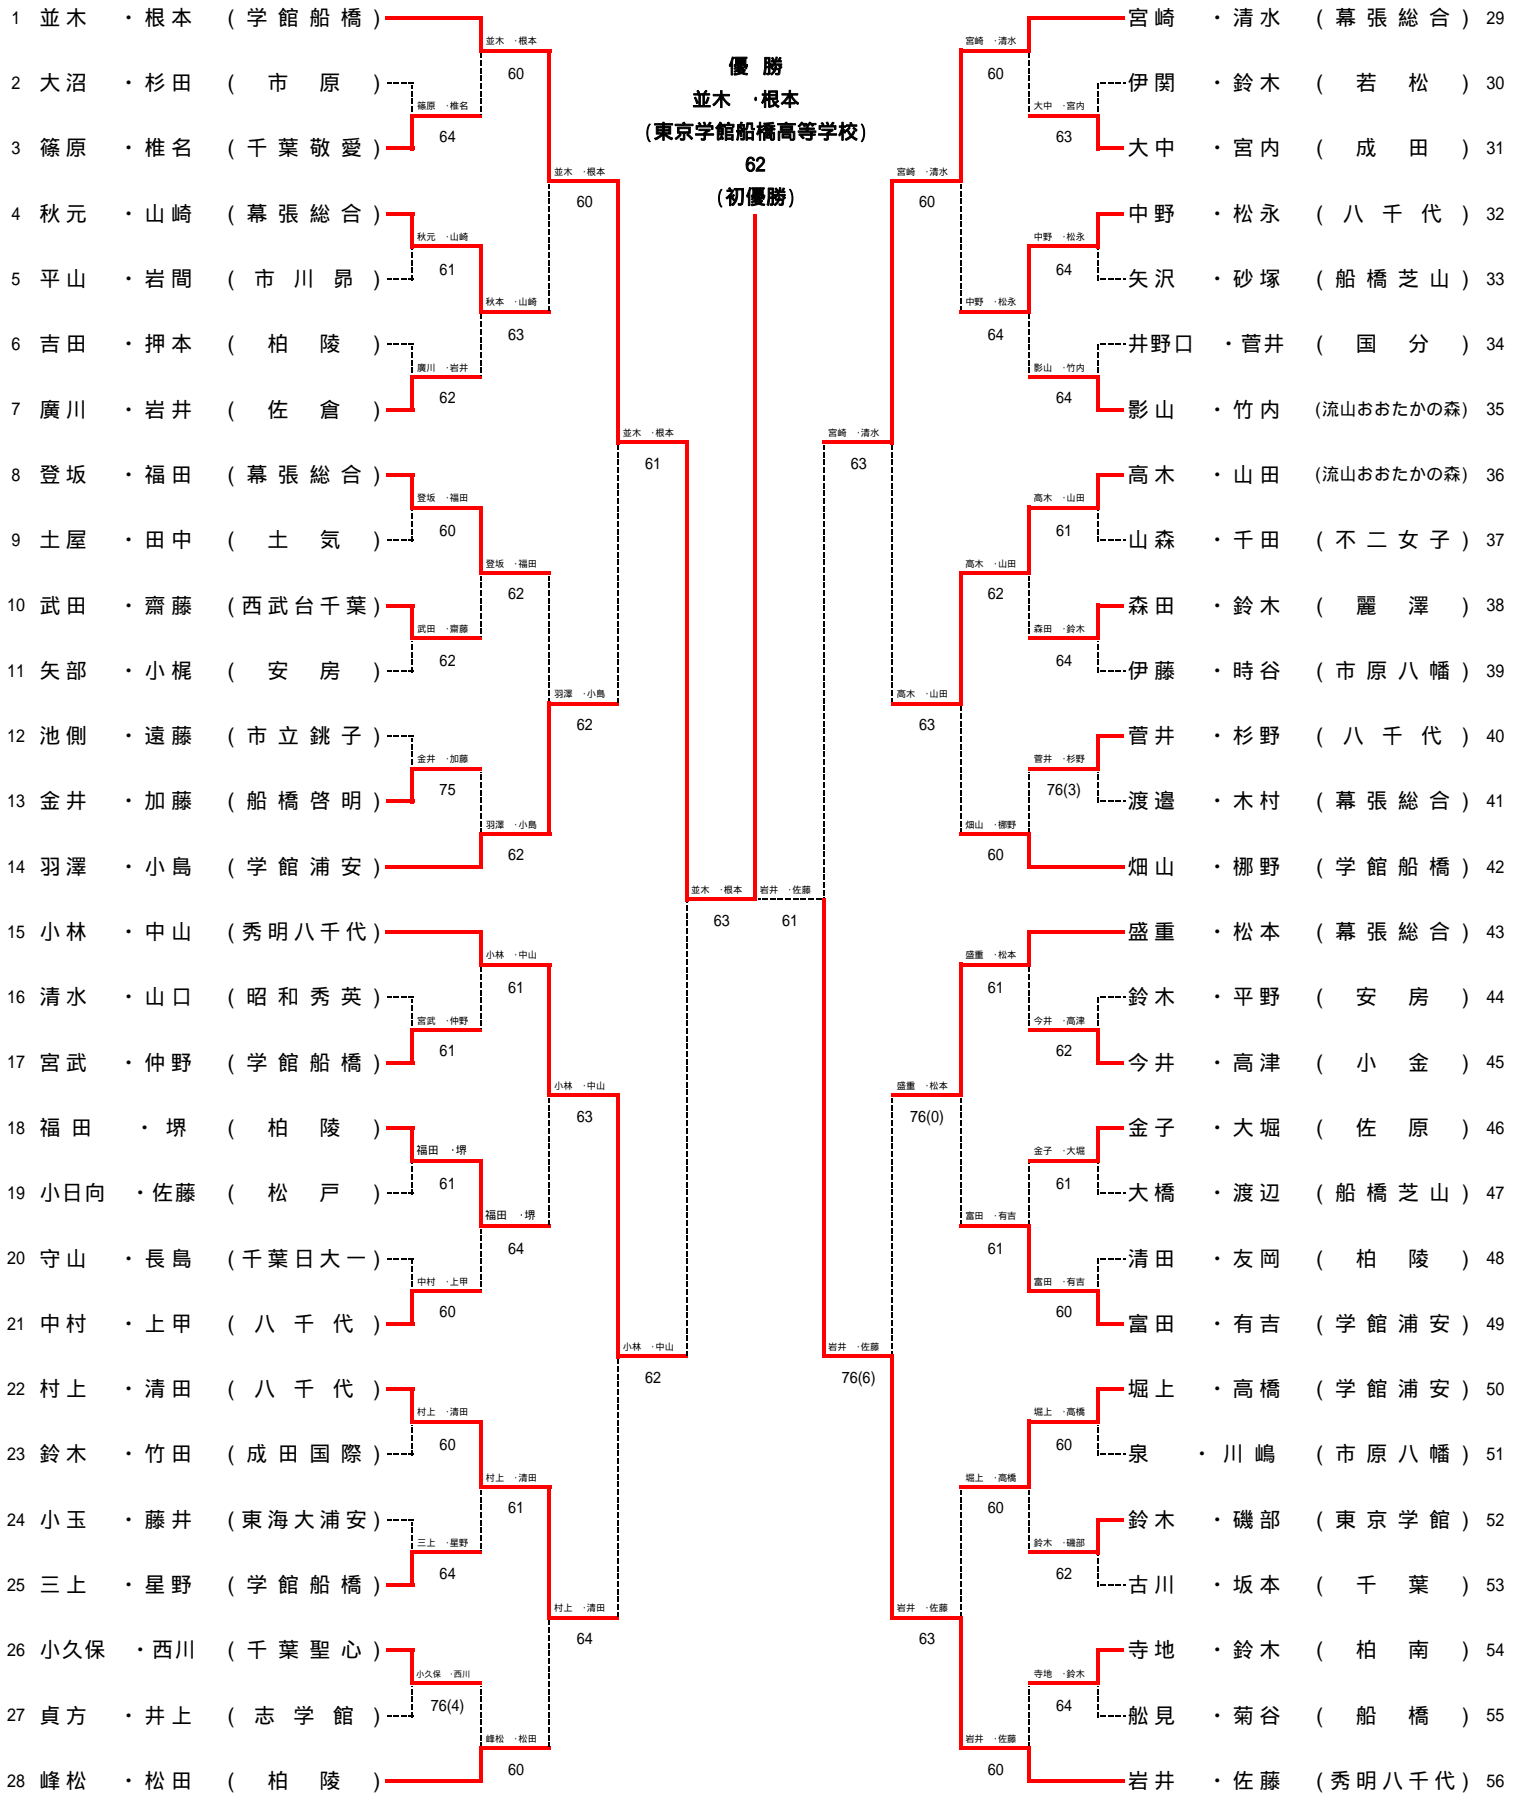 優 勝
並木 ・根本
(東京学館船橋高等学校)
62
(初優勝)
1 並木 ・根本 (学館船橋)
2 大沼 ・杉田 (市原)
3 篠原 ・椎名 (千葉敬愛)
4 秋元 ・山崎 (幕張総合)
5 平山 ・岩間 (市川昴)
6 吉田 ・押本 (柏陵)
7 廣川 ・岩井 (佐倉)
8 登坂 ・福田 (幕張総合)
9 土屋 ・田中 (土気)
10 武田 ・齋藤 (西武台千葉)
11 矢部 ・小梶 (安房)
12 池側 ・遠藤 (市立銚子)
13 金井 ・加藤 (船橋啓明)
14 羽澤 ・小島 (学館浦安)
15 小林 ・中山 (秀明八千代)
16 清水 ・山口 (昭和秀英)
17 宮武 ・仲野 (学館船橋)
18 福田 ・堺 (柏陵)
19 小日向 ・佐藤 (松戸)
20 守山 ・長島 (千葉日大一)
21 中村 ・上甲 (八千代)
22 村上 ・清田 (八千代)
23 鈴木 ・竹田 (成田国際)
24 小玉 ・藤井 (東海大浦安)
25 三上 ・星野 (学館船橋)
26 小久保 ・西川 (千葉聖心)
27 貞方 ・井上 (志学館)
28 峰松 ・松田 (柏陵)
篠原 ・椎名
64
秋元 ・山崎
61
廣川 ・岩井
62
登坂 ・福田
60
武田 ・齋藤
62
金井 ・加藤
75
宮武 ・仲野
61
福田 ・堺
61
中村 ・上甲
60
村上 ・清田
60
三上 ・星野
64
小久保 ・西川
76(4)
並木 ・根本
60
秋本 ・山崎
63
登坂 ・福田
62
羽澤 ・小島
62
小林 ・中山
61
福田 ・堺
64
村上 ・清田
61
峰松 ・松田
60
並木 ・根本
60
羽澤 ・小島
62
小林 ・中山
63
村上 ・清田
64
並木 ・根本
61
小林 ・中山
62
並木 ・根本
63
岩井 ・佐藤
61
宮崎 ・清水
63
岩井 ・佐藤
76(6)
宮崎 ・清水
60
高木 ・山田
63
盛重 ・松本
76(0)
岩井 ・佐藤
63
宮崎 ・清水
60
中野 ・松永
64
高木 ・山田
62
畑山 ・梛野
60
盛重 ・松本
61
富田 ・有吉
61
堀上 ・高橋
60
岩井 ・佐藤
60
大中 ・宮内
63
中野 ・松永
64
影山 ・竹内
64
高木 ・山田
61
森田 ・鈴木
64
菅井 ・杉野
76(3)
今井 ・高津
62
金子 ・大堀
61
富田 ・有吉
60
堀上 ・高橋
60
鈴木 ・磯部
62
寺地 ・鈴木
64
宮崎 ・清水 (幕張総合) 29
伊関 ・鈴木 (若松) 30
大中 ・宮内 (成田) 31
中野 ・松永 (八千代) 32
矢沢 ・砂塚 (船橋芝山) 33
井野口 ・菅井 (国分) 34
影山 ・竹内 (流山おおたかの森) 35
高木 ・山田 (流山おおたかの森) 36
山森 ・千田 (不二女子) 37
森田 ・鈴木 (麗澤) 38
伊藤 ・時谷 (市原八幡) 39
菅井 ・杉野 (八千代) 40
渡邉 ・木村 (幕張総合) 41
畑山 ・梛野 (学館船橋) 42
盛重 ・松本 (幕張総合) 43
鈴木 ・平野 (安房) 44
今井 ・高津 (小金) 45
金子 ・大堀 (佐原) 46
大橋 ・渡辺 (船橋芝山) 47
清田 ・友岡 (柏陵) 48
富田 ・有吉 (学館浦安) 49
堀上 ・高橋 (学館浦安) 50
泉 ・川嶋 (市原八幡) 51
鈴木 ・磯部 (東京学館) 52
古川 ・坂本 (千葉) 53
寺地 ・鈴木 (柏南) 54
舩見 ・菊谷 (船橋) 55
岩井 ・佐藤 (秀明八千代) 56